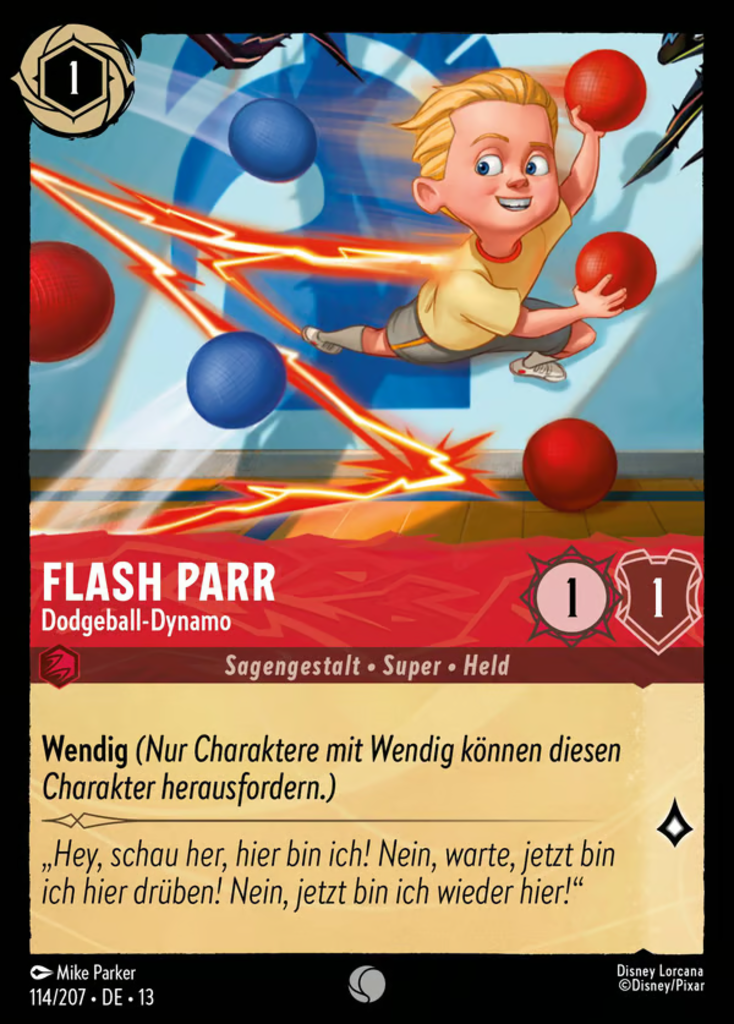 1
FLASH PARR
Dodgeball-Dynamo
1
1
Sagengestalt • Super • Held
Wendig (Nur Charaktere mit Wendig können diesen
Charakter herausfordern.)
„Hey, schau her, hier bin ich! Nein, warte, jetzt bin
ich hier drüben! Nein, jetzt bin ich wieder hier!“
Mike Parker
114/207 • DE • 13
Disney Lorcana
©Disney/Pixar